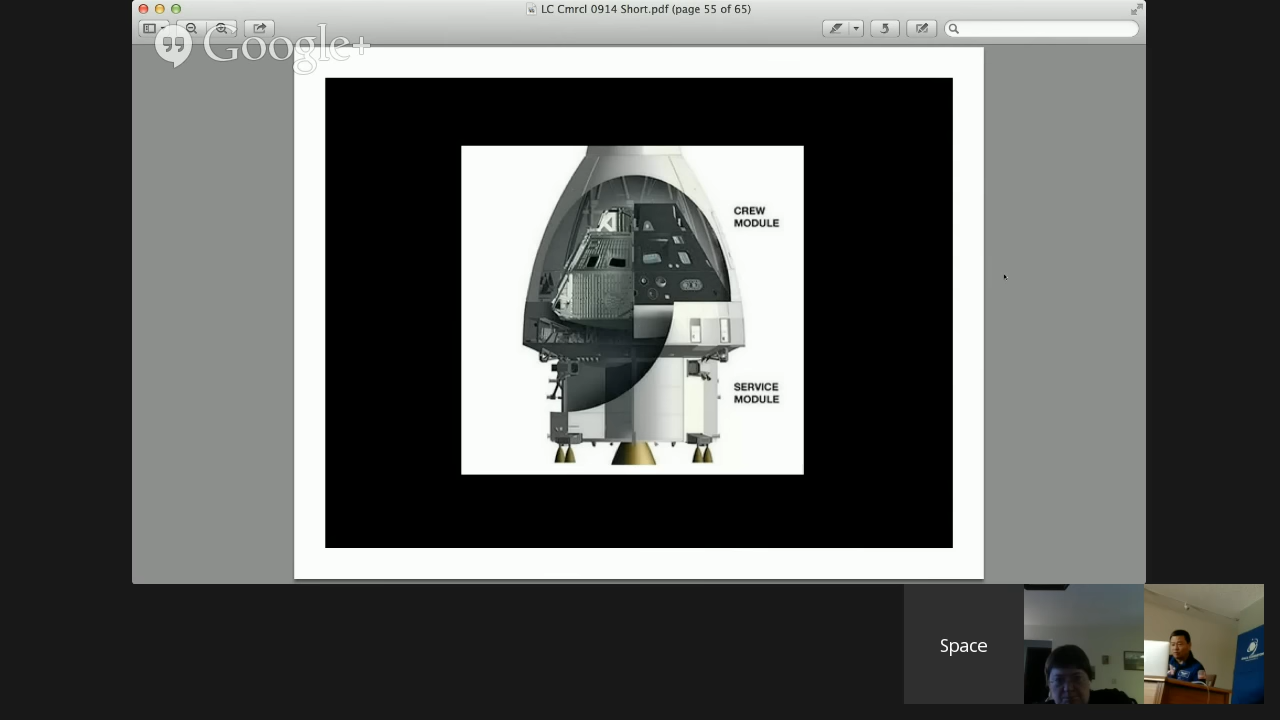 LC Cmrcl 0914 Short.pdf (page 55 of 65)
Google+
CREW
MODULE
SERVICE
MODULE
Space